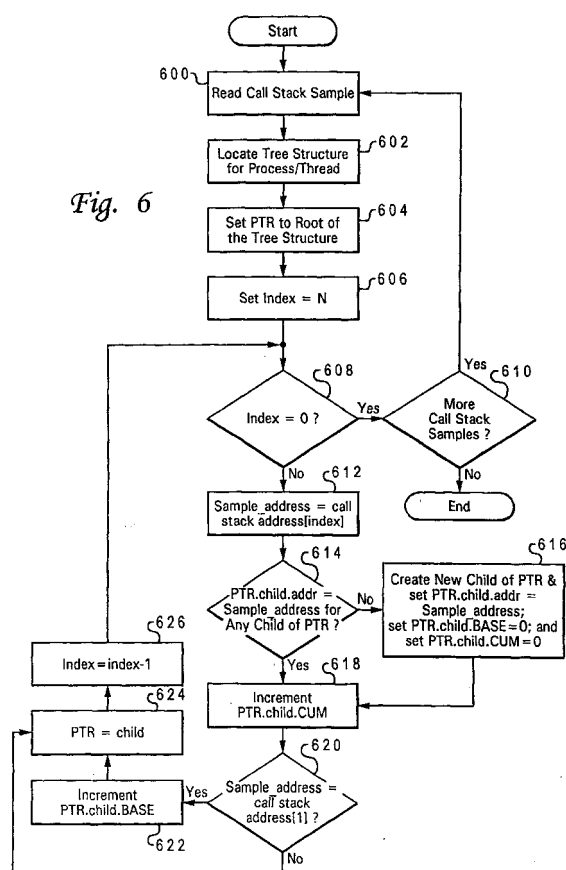 Start
600
Read Call Stack Sample
602
Locate Tree Structure
for Process/Thread
Fig. 6
604
Set PTR to Root of
the Tree Structure
606
Set Index = N
608
Index = 0 ?
Yes
No
Yes
610
More
Call Stack
Samples ?
No
End
612
Sample_address = call
stack address[index]
614
PTR.child.addr =
Sample_address for
Any Child of PTR ?
No
Yes
616
Create New Child of PTR &
set PTR.child.addr =
Sample_address;
set PTR.child.BASE=0; and
set PTR.child.CUM=0
618
Increment
PTR.child.CUM
620
Sample_address =
call stack
address[1] ?
Yes
No
626
Index=index-1
624
PTR = child
Increment
PTR.child.BASE
622